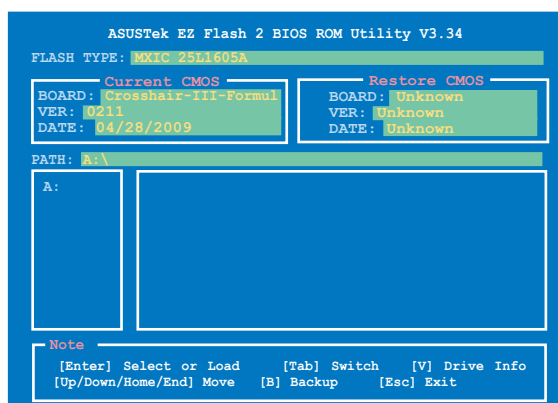 ASUSTek EZ Flash 2 BIOS ROM Utility V3.34
FLASH TYPE: MXIC 25L1605A
Current CMOS
BOARD: Crosshair-III-Formul
VER: 0211
DATE: 04/28/2009
Restore CMOS
BOARD: Unknown
VER: Unknown
DATE: Unknown
PATH: A:\
A:
Note
[Enter] Select or Load [Tab] Switch [V] Drive Info
[Up/Down/Home/End] Move [B] Backup [Esc] Exit